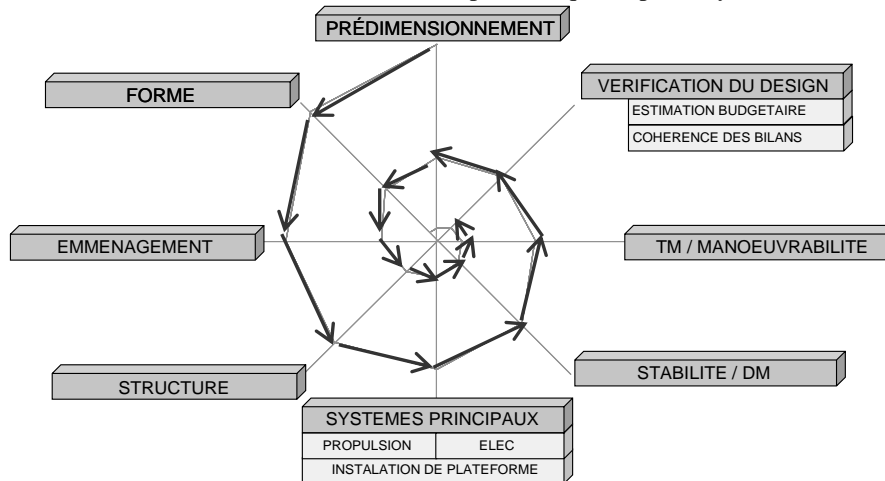 PRÉDIMENSIONNEMENT
FORME
VERIFICATION DU DESIGN
ESTIMATION BUDGETAIRE
COHERENCE DES BILANS
EMMENAGEMENT
TM / MANOEUVRABILITE
STRUCTURE
STABILITE / DM
SYSTEMES PRINCIPAUX
PROPULSION
ELEC
INSTALATION DE PLATEFORME